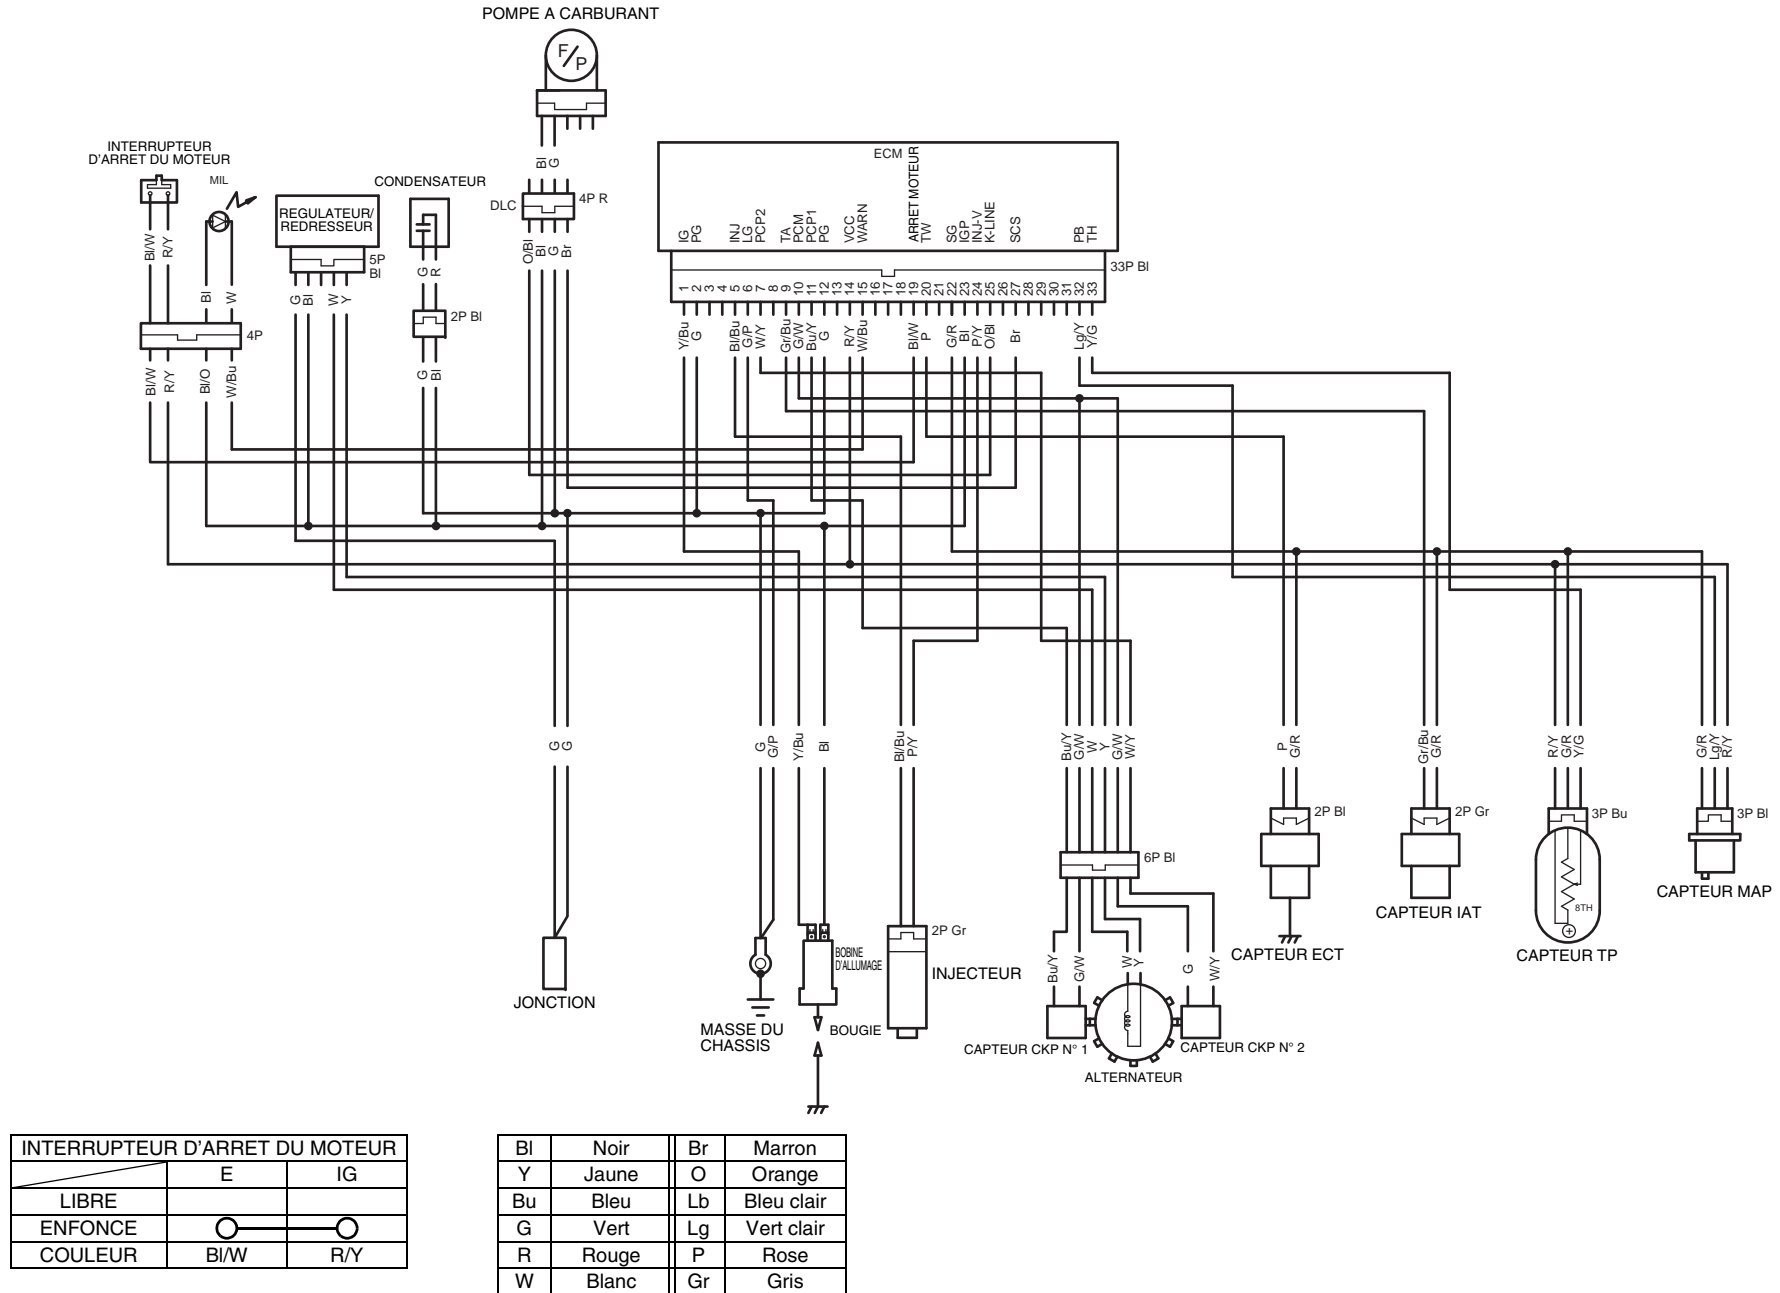 POMPE A CARBURANT
F/P
Bl
G
DLC
4P R
O/Bl
Bl
G
Br
INTERRUPTEUR
D'ARRET DU MOTEUR
MIL
Bl/W
R/Y
Bl
W
4P
Bl/W
R/Y
Bl/O
W/Bu
REGULATEUR/
REDRESSEUR
5P
Bl
G
Bl
W
Y
CONDENSATEUR
G
R
2P Bl
G
Bl
ECM
IG
PG
INJ
LG
PCP2
TA
PCM
PCP1
PG
VCC
WARN
ARRET MOTEUR
TW
SG
IGP
INJ-V
K-LINE
SCS
PB
TH
33P Bl
1 2 3 4 5 6 7 8 9 10 11 12 13 14 15 16 17 18 19 20 21 22 23 24 25 26 27 28 29 30 31 32 33
Y/Bu
G
Bl/Bu
G/P
W/Y
Gr/Bu
G/W
Bu/Y
G
R/Y
W/Bu
Bl/W
P
G/R
Bl
P/Y
O/Bl
Br
Lg/Y
Y/G
G
G
JONCTION
G
G/P
MASSE DU
CHASSIS
Y/Bu
Bl
BOBINE
D'ALLUMAGE
BOUGIE
Bl/Bu
P/Y
2P Gr
INJECTEUR
Bu/Y
G/W
W
Y
G/W
W/Y
6P Bl
Bu/Y
G/W
W
Y
G
W/Y
CAPTEUR CKP N° 1
CAPTEUR CKP N° 2
ALTERNATEUR
P
G/R
2P Bl
CAPTEUR ECT
Gr/Bu
G/R
2P Gr
CAPTEUR IAT
R/Y
G/R
Y/G
3P Bu
8TH
CAPTEUR TP
G/R
Lg/Y
R/Y
3P Bl
CAPTEUR MAP
INTERRUPTEUR D'ARRET DU MOTEUR
E IG
LIBRE
ENFONCE
COULEUR Bl/W R/Y
Bl Noir Br Marron
Y Jaune O Orange
Bu Bleu Lb Bleu clair
G Vert Lg Vert clair
R Rouge P Rose
W Blanc Gr Gris